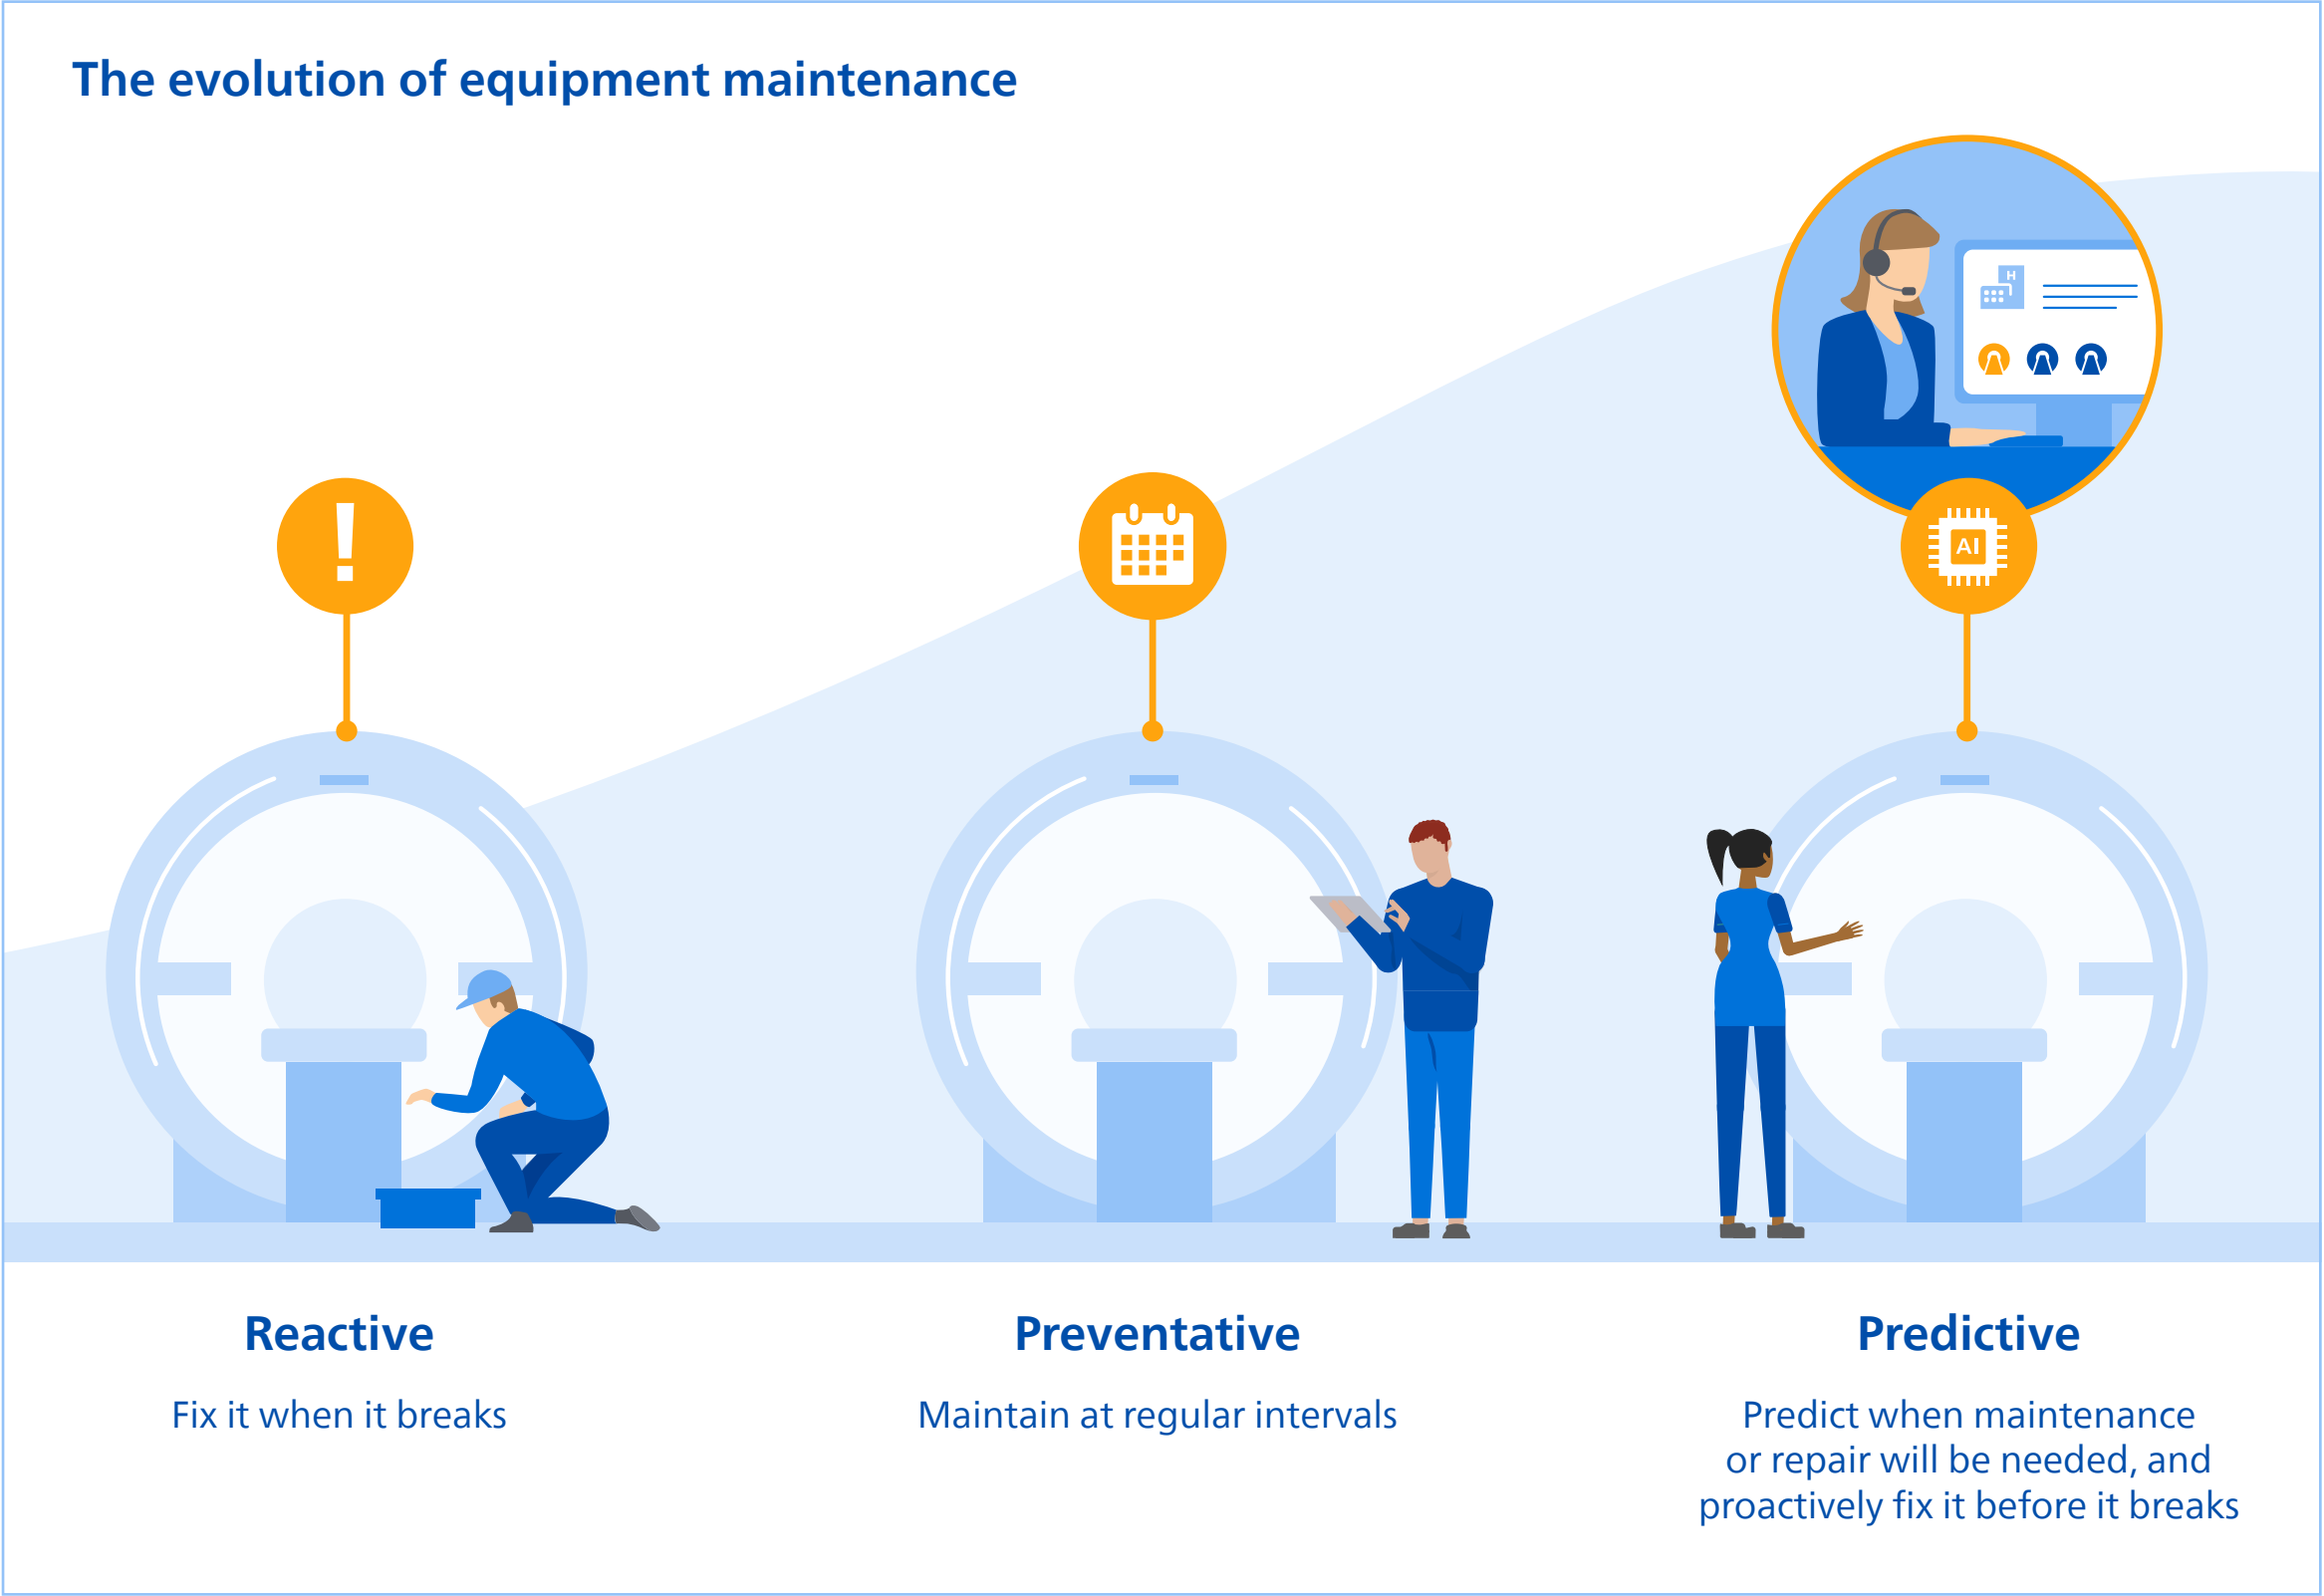 The evolution of equipment maintenance
H
!
AI
Reactive
Fix it when it breaks
Preventative
Maintain at regular intervals
Predictive
Predict when maintenance
or repair will be needed, and
proactively fix it before it breaks